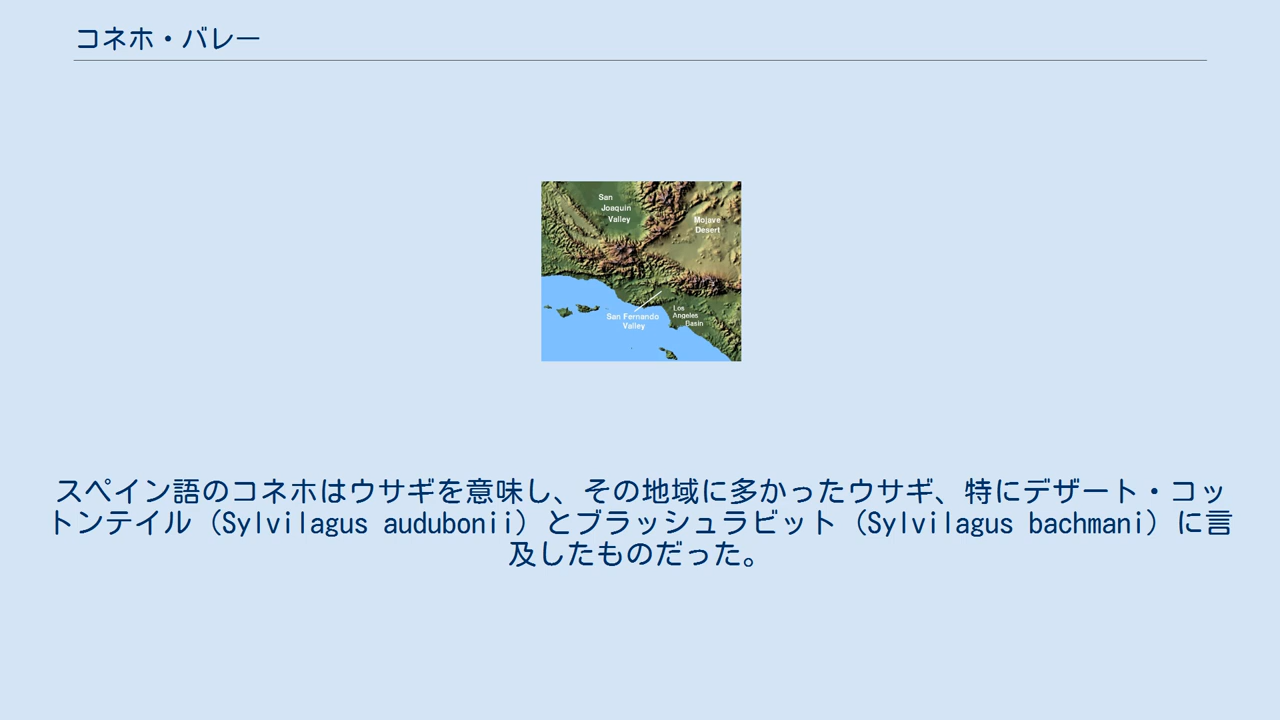 コネホ・バレー
San
Joaquin
Valley
Mojave
Desert
San Fernando
Valley
Los
Angeles
Basin
スペイン語のコネホはウサギを意味し、その地域に多かったウサギ、特にデザート・コッ
トンテイル（Sylvilagus audubonii）とブラッシュラビット（Sylvilagus bachmani）に言
及したものだった。